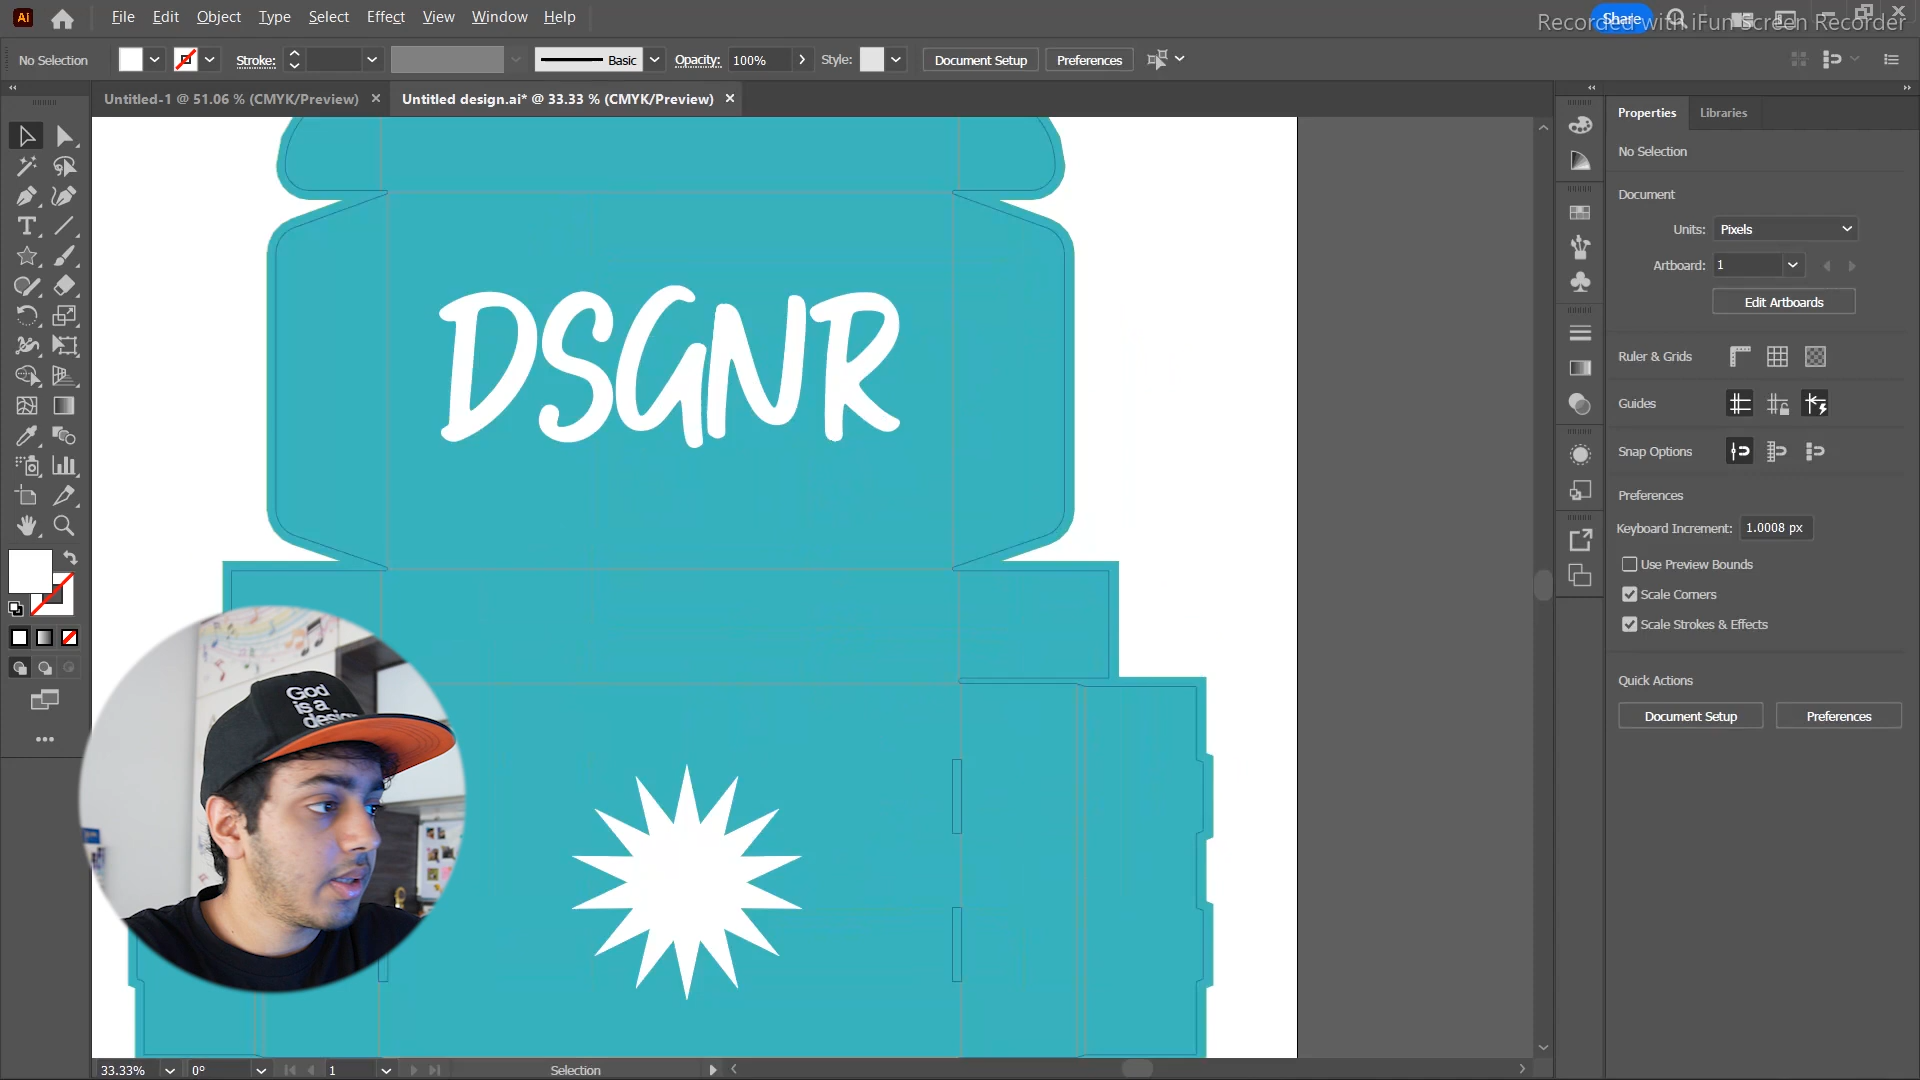 File Edit Object Type Select Effect View Window Help
Share
Recorded with iFun Screen Recorder
No Selection
Stroke:
Basic
Opacity: 100%
Style:
Document Setup
Preferences
Untitled-1 @ 51.06 % (CMYK/Preview)
Untitled design.ai* @ 33.33 % (CMYK/Preview)
Properties
Libraries
No Selection
Document
Units: Pixels
Artboard: 1
Edit Artboards
Ruler & Grids
Guides
Snap Options
Preferences
Keyboard Increment: 1.0008 px
Use Preview Bounds
Scale Corners
Scale Strokes & Effects
Quick Actions
Document Setup
Preferences
DSGNR
God
is a
design
33.33%
0°
1
Selection